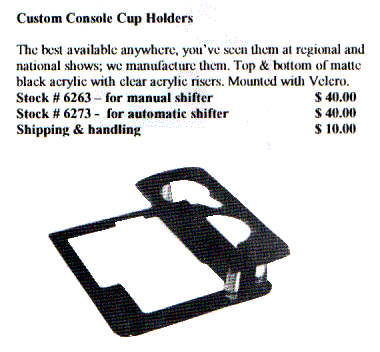 Custom Console Cup Holders
The best available anywhere, you've seen them at regional and
national shows; we manufacture them. Top & bottom of matte
black acrylic with clear acrylic risers. Mounted with Velcro.
Stock # 6263 – for manual shifter $ 40.00
Stock # 6273 - for automatic shifter $ 40.00
Shipping & handling $ 10.00